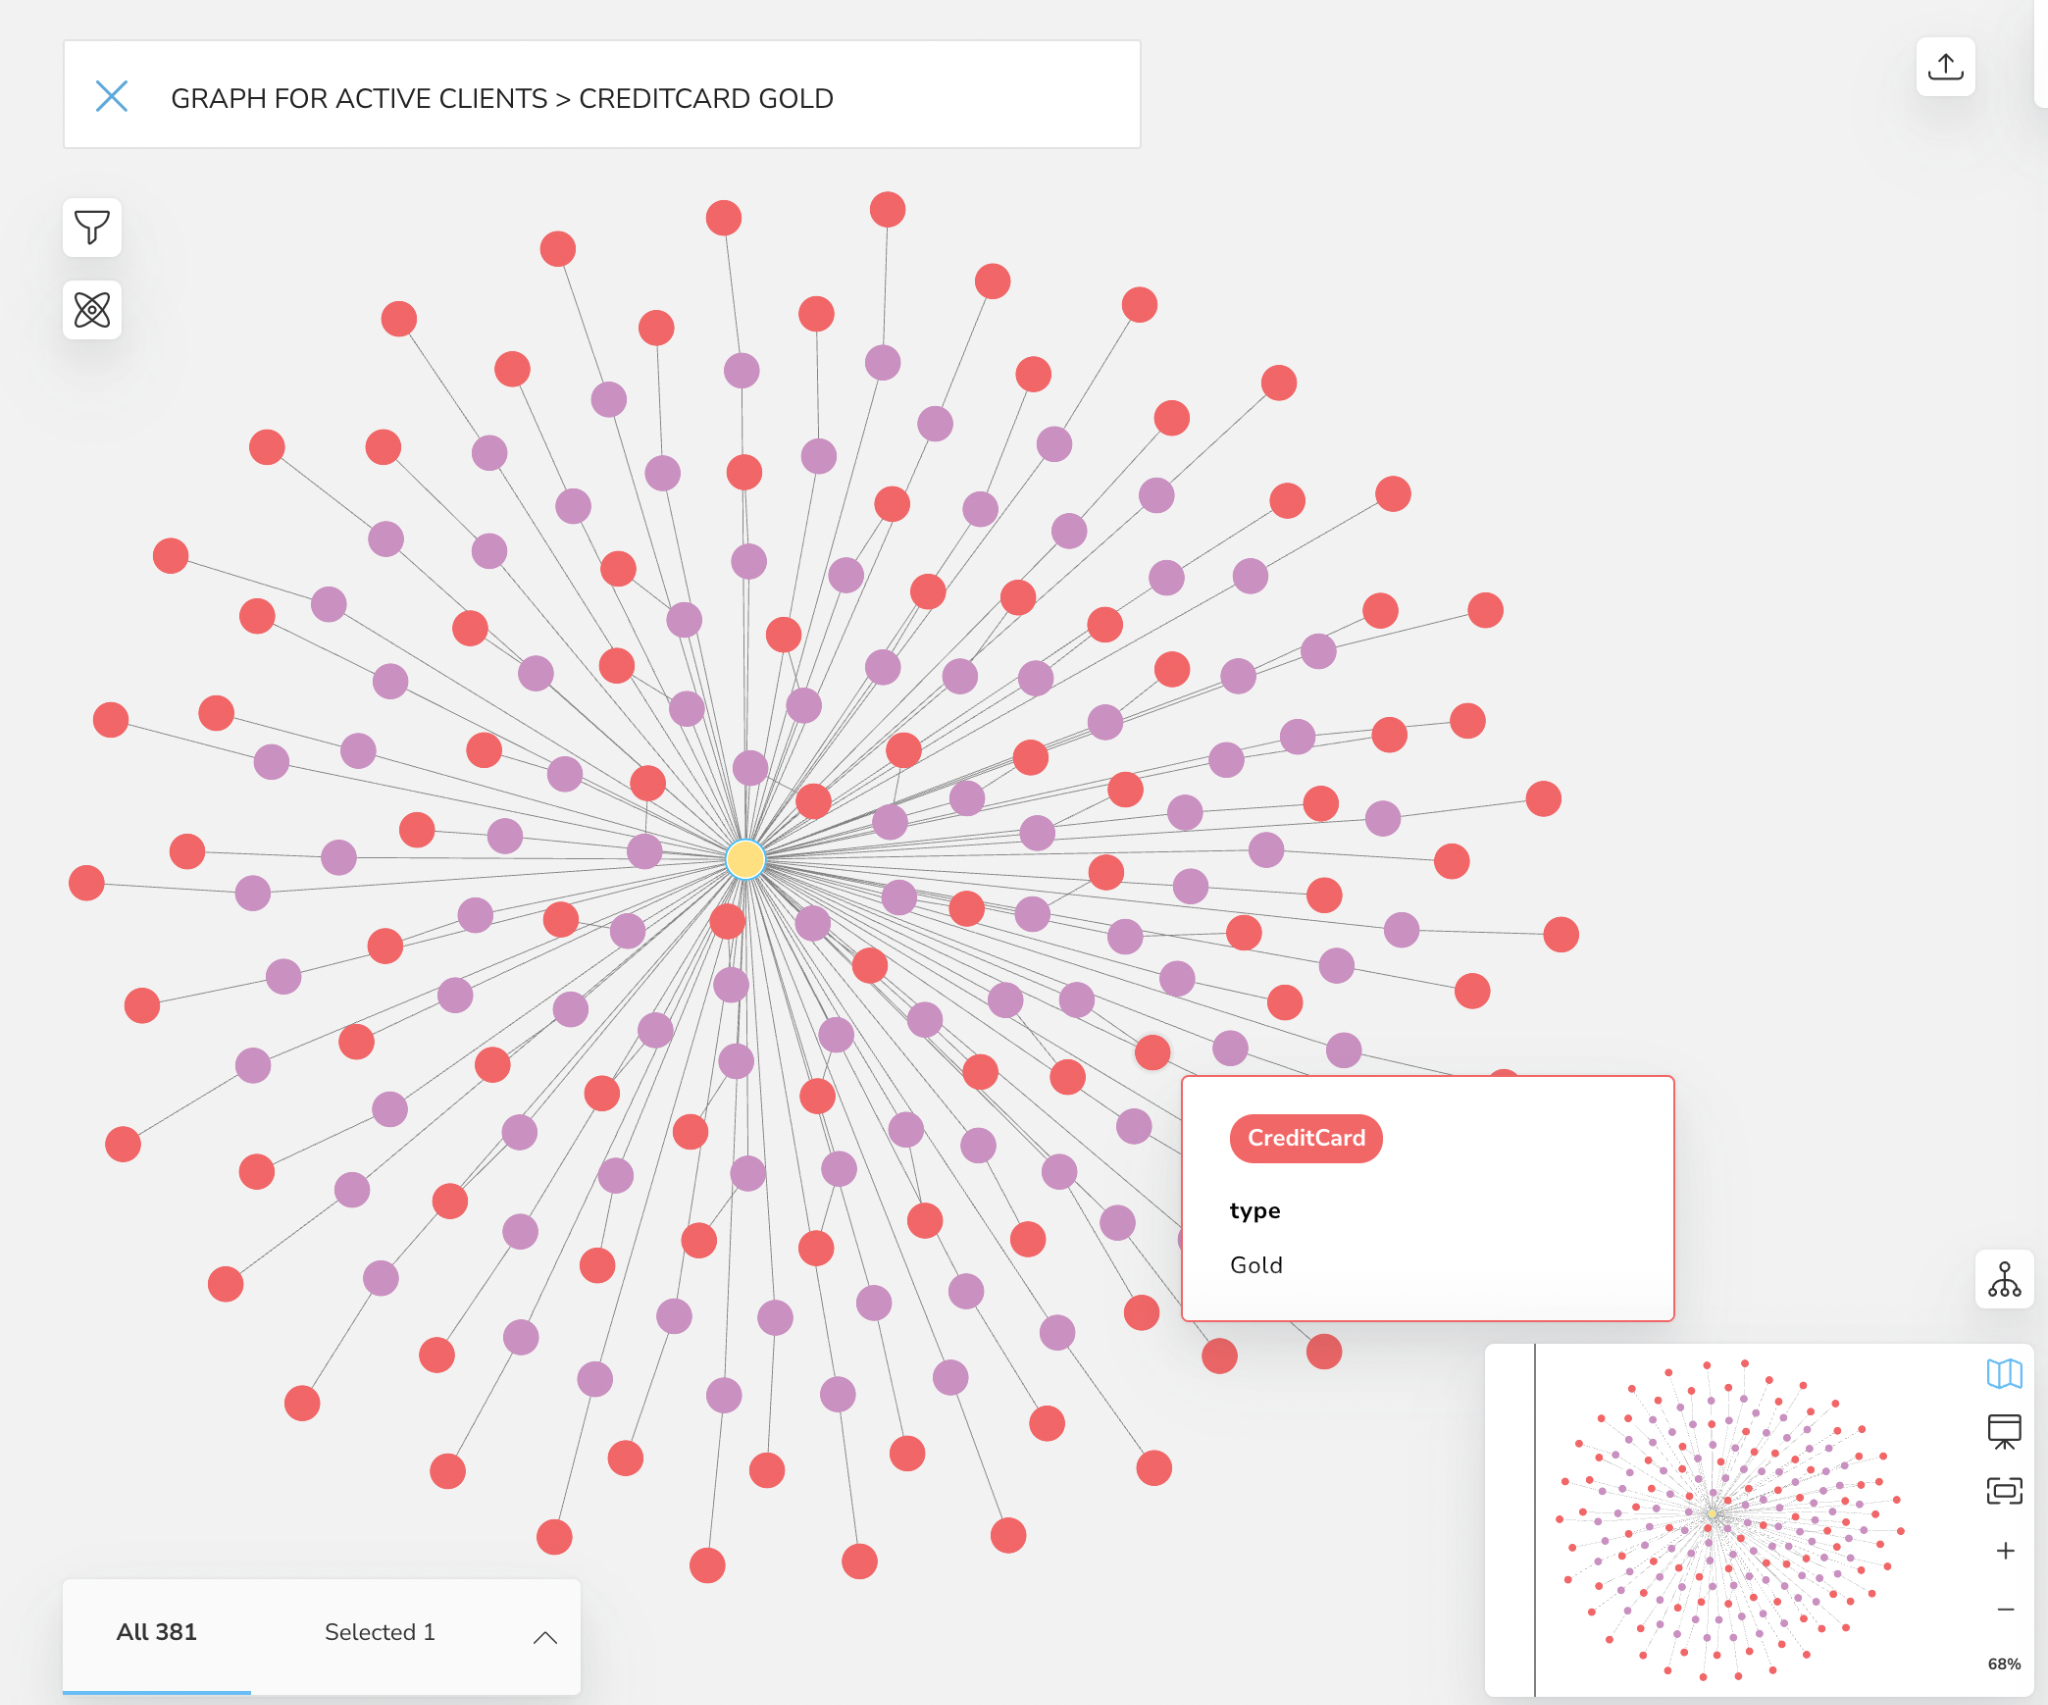 GRAPH FOR ACTIVE CLIENTS > CREDITCARD GOLD
CreditCard
type
Gold
All 381
Selected 1
68%